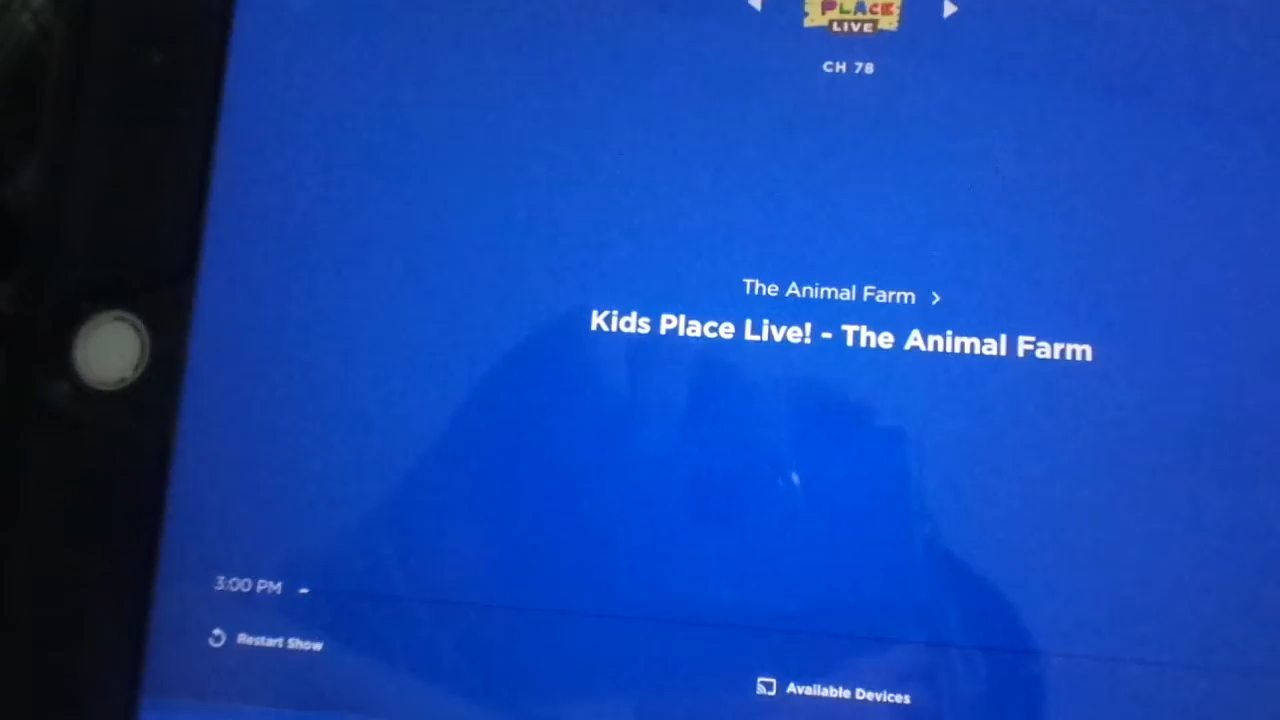 PLACE
LIVE
CH 78
The Animal Farm
Kids Place Live! - The Animal Farm
3:00 PM
Restart Show
Available Devices